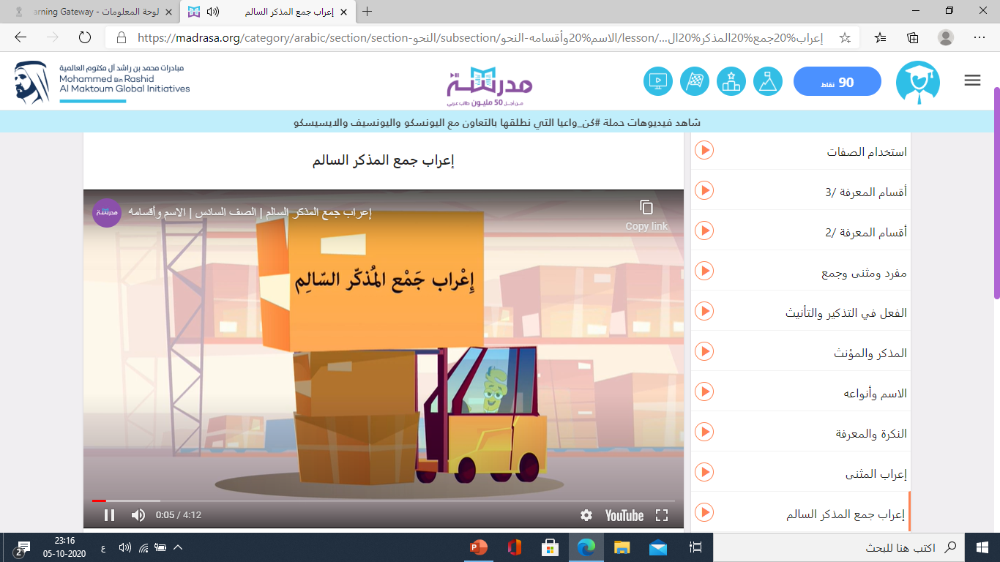 لوحة المعلومات - arning Gateway
إعراب جمع المذكر السالم
https://madrasa.org/category/arabic/section/section-النحو/subsection/الاسم%20وأقسامه-النحو/lesson/...إعراب%20جمع%20المذكر%20ال
مبادرات محمد بن راشد آل مكتوم العالمية
Mohammed Bin Rashid
Al Maktoum Global Initiatives
مدرسة
من أجل 50 مليون طالب عربي
90 نقاط
شاهد فيديوهات حملة #كن_واعيا التي نطلقها بالتعاون مع اليونسكو واليونسيف والايسيسكو
إعراب جمع المذكر السالم
مدرسة
إعراب جمع المذكر السالم | الصف السادس | الاسم وأقسامه
Copy link
إِعْراب جَمْع المُذكّر السّالِم
0:05 / 4:12
YouTube
استخدام الصفات
أقسام المعرفة /3
أقسام المعرفة /2
مفرد ومثنى وجمع
الفعل في التذكير والتأنيث
المذكر والمؤنث
الاسم وأنواعه
النكرة والمعرفة
إعراب المثنى
إعراب جمع المذكر السالم
اكتب هنا للبحث
ع
23:16
05-10-2020
2